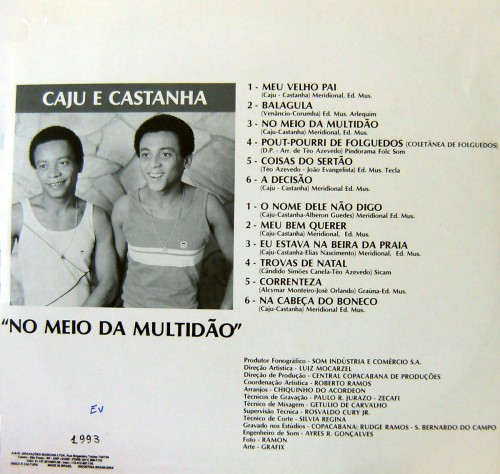 CAJU E CASTANHA
1 - MEU VELHO PAI
(Caju - Castanha) Meridional, Ed. Mus.
2 - BALAGULA
(Venâncio-Corumba) Ed. Mus. Arlequim
3 - NO MEIO DA MULTIDÃO
(Caju-Castanha) Meridional, Ed. Mus.
4 - POUT-POURRI DE FOLGUEDOS (COLETÂNEA DE FOLGUEDOS)
(D.P. - Arr. de Téo Azevedo) Pindorama Folc Som
5 - COISAS DO SERTÃO
(Téo Azevedo - João Evangelista) Ed. Mus. Tecla
6 - A DECISÃO
(Caju - Castanha) Meridional Ed. Mus.
1 - O NOME DELE NÃO DIGO
(Caju-Castanha-Alberon Guedes) Meridional Ed. Mus.
2 - MEU BEM QUERER
(Caju-Castanha) Meridional, Ed. Mus.
3 - EU ESTAVA NA BEIRA DA PRAIA
(Caju-Castanha-Elias Nascimento) Meridional, Ed. Mus.
4 - TROVAS DE NATAL
(Cândido Simões Canela-Téo Azevedo) Sicam
5 - CORRENTEZA
(Alcymar Monteiro-José Orlando) Graúna-Ed. Mus.
6 - NA CABEÇA DO BONECO
(Caju-Castanha) Meridional Ed. Mus.
"NO MEIO DA MULTIDÃO"
Produtor Fonográfico - SOM INDÚSTRIA E COMÉRCIO S.A.
Direção Artística - LUIZ MOCARZEL
Direção de Produção - CENTRAL COPACABANA DE PRODUÇÕES
Coordenação Artística - ROBERTO RAMOS
Arranjos - CHIQUINHO DO ACORDEON
Técnicos de Gravação - PAULO R. JURAZO - ZECAFI
Técnico de Mixagem - GETULIO DE CARVALHO
Supervisão Técnica - ROSVALDO CURY JR.
Técnico de Corte - SILVIA REGINA
Gravado nos Estúdios - COPACABANA: RUDGE RAMOS - S. BERNARDO DO CAMPO
Engenheiro de Som - AYRES R. GONÇALVES
Foto - RAMON
Arte - GRAFIX
EV
1993